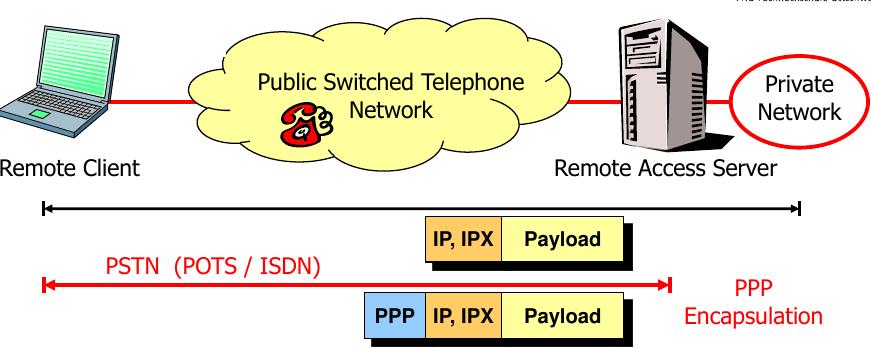 Public Switched Telephone
Network
Private
Network
Remote Client
Remote Access Server
IP, IPX
Payload
PSTN (POTS / ISDN)
PPP
Encapsulation
PPP
IP, IPX
Payload